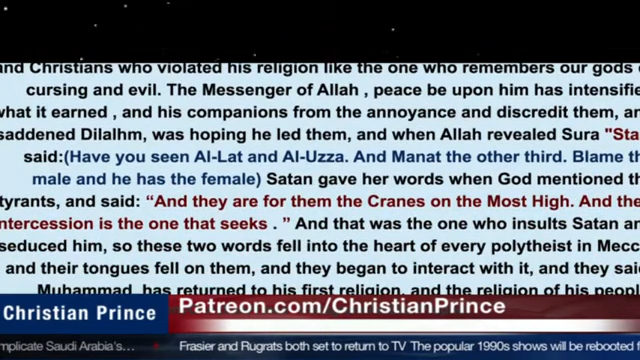 and Christians who violated his religion like the one who remembers our gods
cursing and evil. The Messenger of Allah , peace be upon him has intensifie
what it earned , and his companions from the annoyance and discredit them, an
saddened Dilalhm, was hoping he led them, and when Allah revealed Sura "Sta
said:(Have you seen Al-Lat and Al-Uzza. And Manat the other third. Blame th
male and he has the female) Satan gave her words when God mentioned th
tyrants, and said: “And they are for them the Cranes on the Most High. And the
ntercession is the one that seeks . ” And that was the one who insults Satan an
seduced him, so these two words fell into the heart of every polytheist in Mecc
and their tongues fell on them, and they began to interact with it, and they sai
Muhammad has returned to his first religion, and the religion of his peopl
Christian Prince
Patreon.com/ChristianPrince
mplicate Saudi Arabia's… Frasier and Rugrats both set to return to TV The popular 1990s shows will be rebooted f